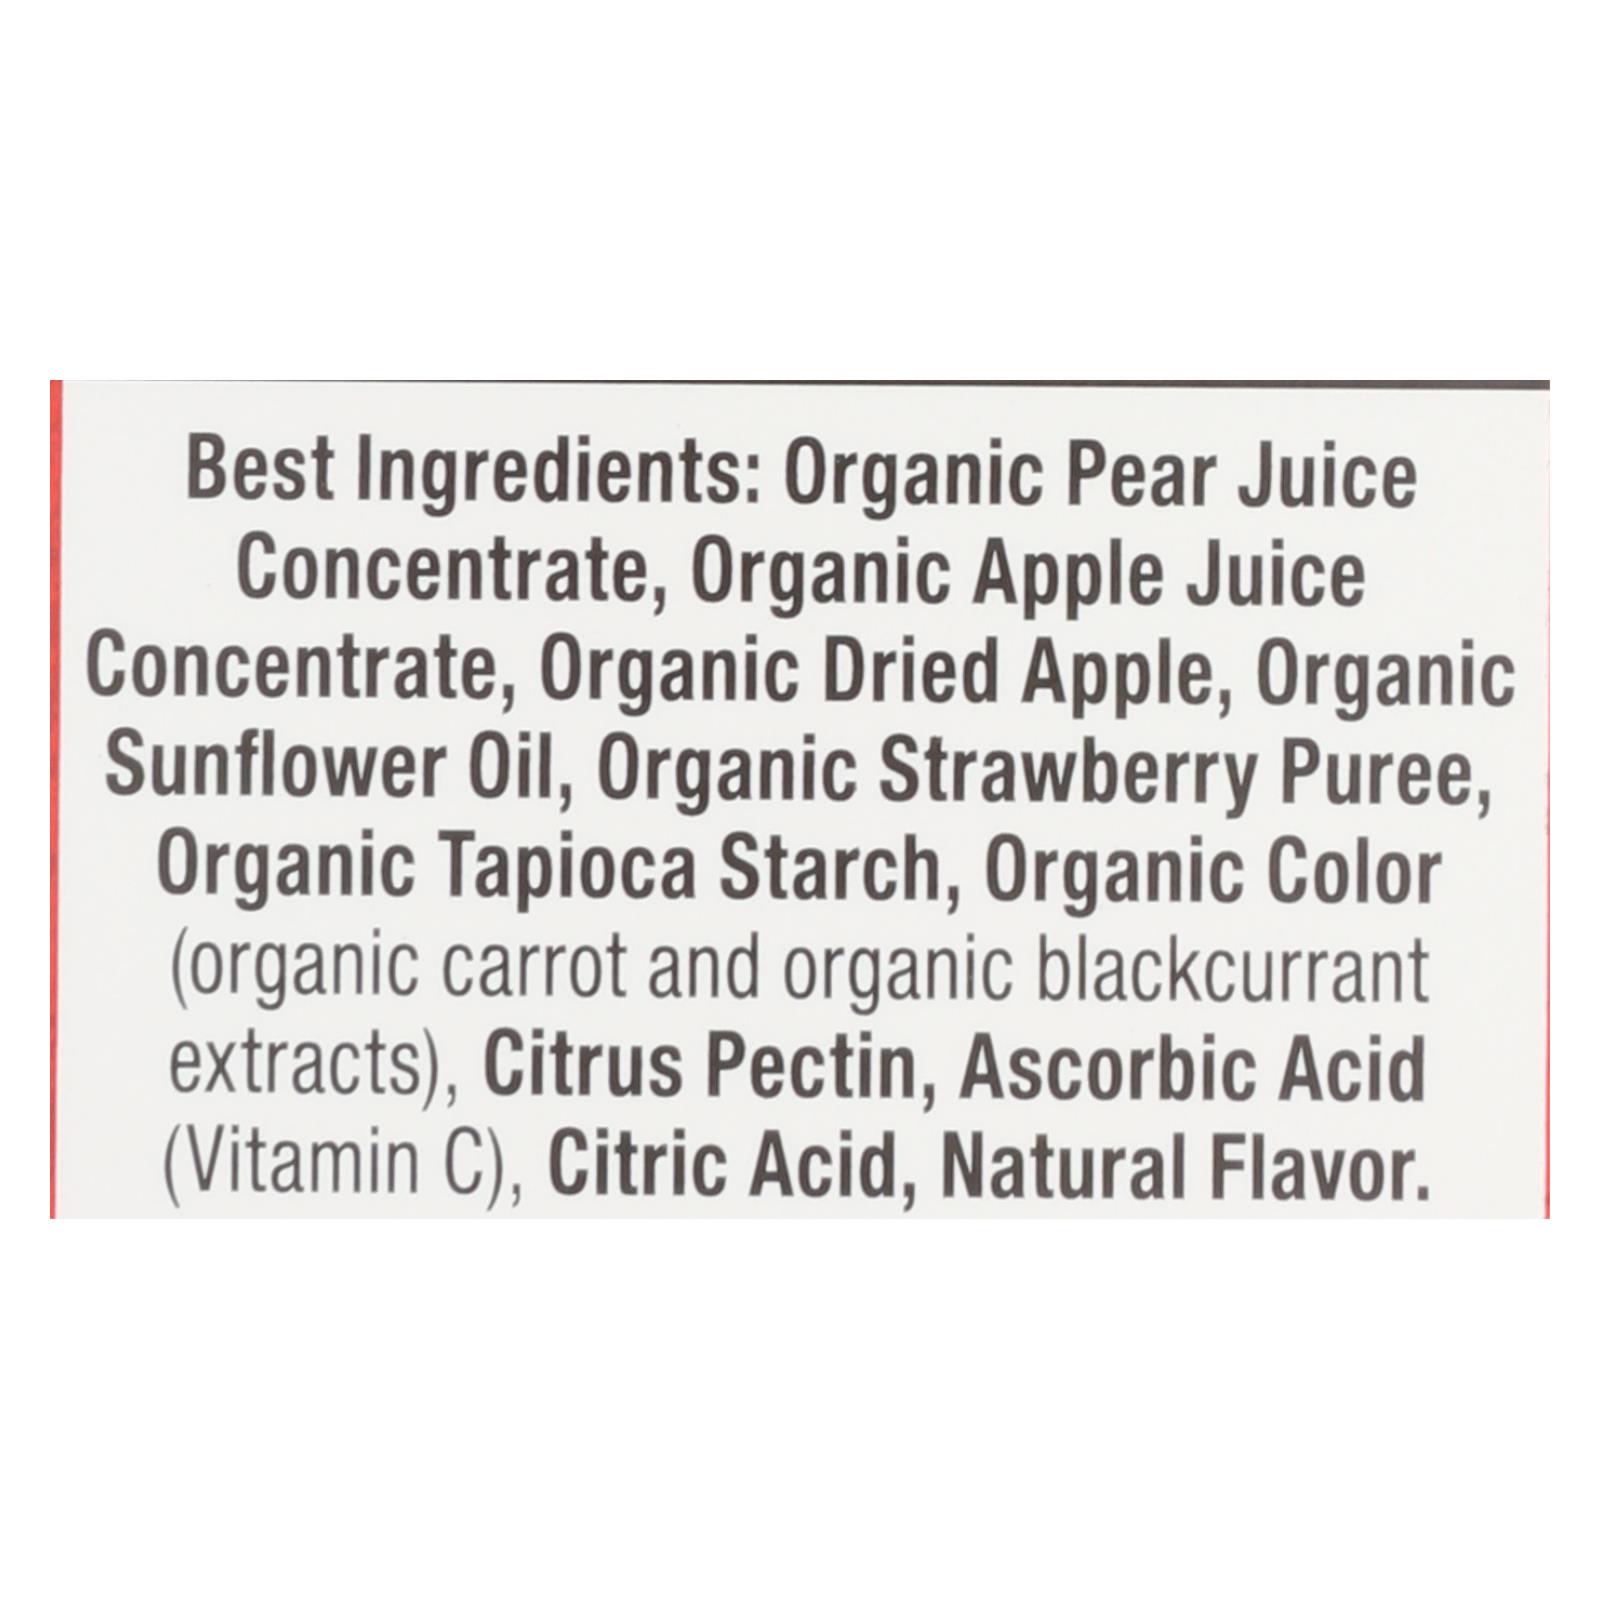 Best Ingredients: Organic Pear Juice
Concentrate, Organic Apple Juice
Concentrate, Organic Dried Apple, Organic
Sunflower Oil, Organic Strawberry Puree,
Organic Tapioca Starch, Organic Color
(organic carrot and organic blackcurrant
extracts), Citrus Pectin, Ascorbic Acid
(Vitamin C), Citric Acid, Natural Flavor.